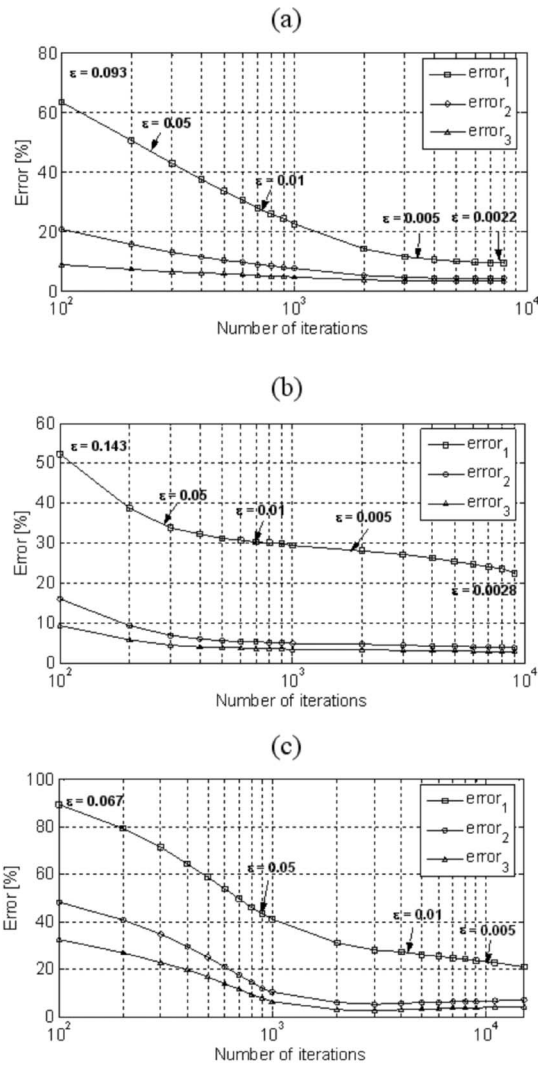 (a)
80
60
40
20
0
Error [%]
ε = 0.093
ε = 0.05
ε = 0.01
ε = 0.005
ε = 0.0022
error1
error2
error3
10^2
10^3
10^4
Number of iterations
(b)
60
50
40
30
20
10
0
Error [%]
ε = 0.143
ε = 0.05
ε = 0.01
ε = 0.005
ε = 0.0028
error1
error2
error3
10^2
10^3
10^4
Number of iterations
(c)
100
80
60
40
20
0
Error [%]
ε = 0.067
ε = 0.05
ε = 0.01
ε = 0.005
error1
error2
error3
10^2
10^3
10^4
Number of iterations